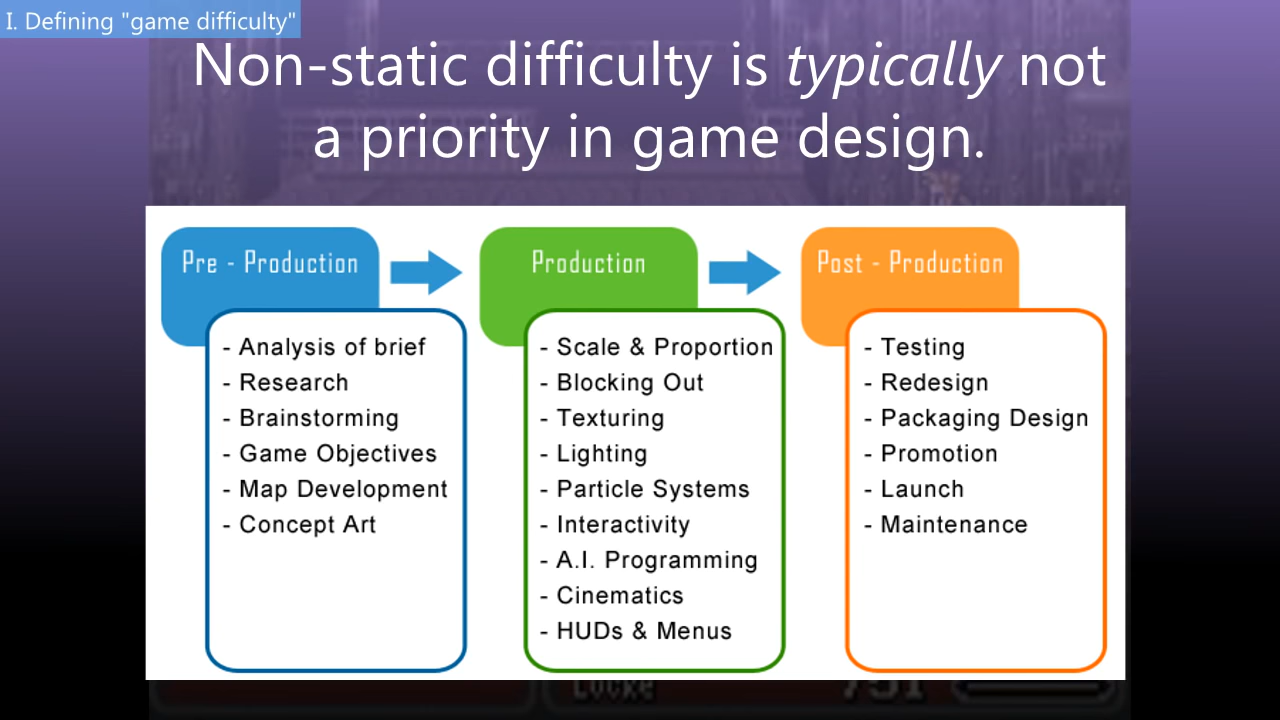 I. Defining "game difficulty"
Non-static difficulty is typically not
a priority in game design.
Pre - Production
- Analysis of brief
- Research
- Brainstorming
- Game Objectives
- Map Development
- Concept Art
Production
- Scale & Proportion
- Blocking Out
- Texturing
- Lighting
- Particle Systems
- Interactivity
- A.I. Programming
- Cinematics
- HUDs & Menus
Post - Production
- Testing
- Redesign
- Packaging Design
- Promotion
- Launch
- Maintenance
Locke